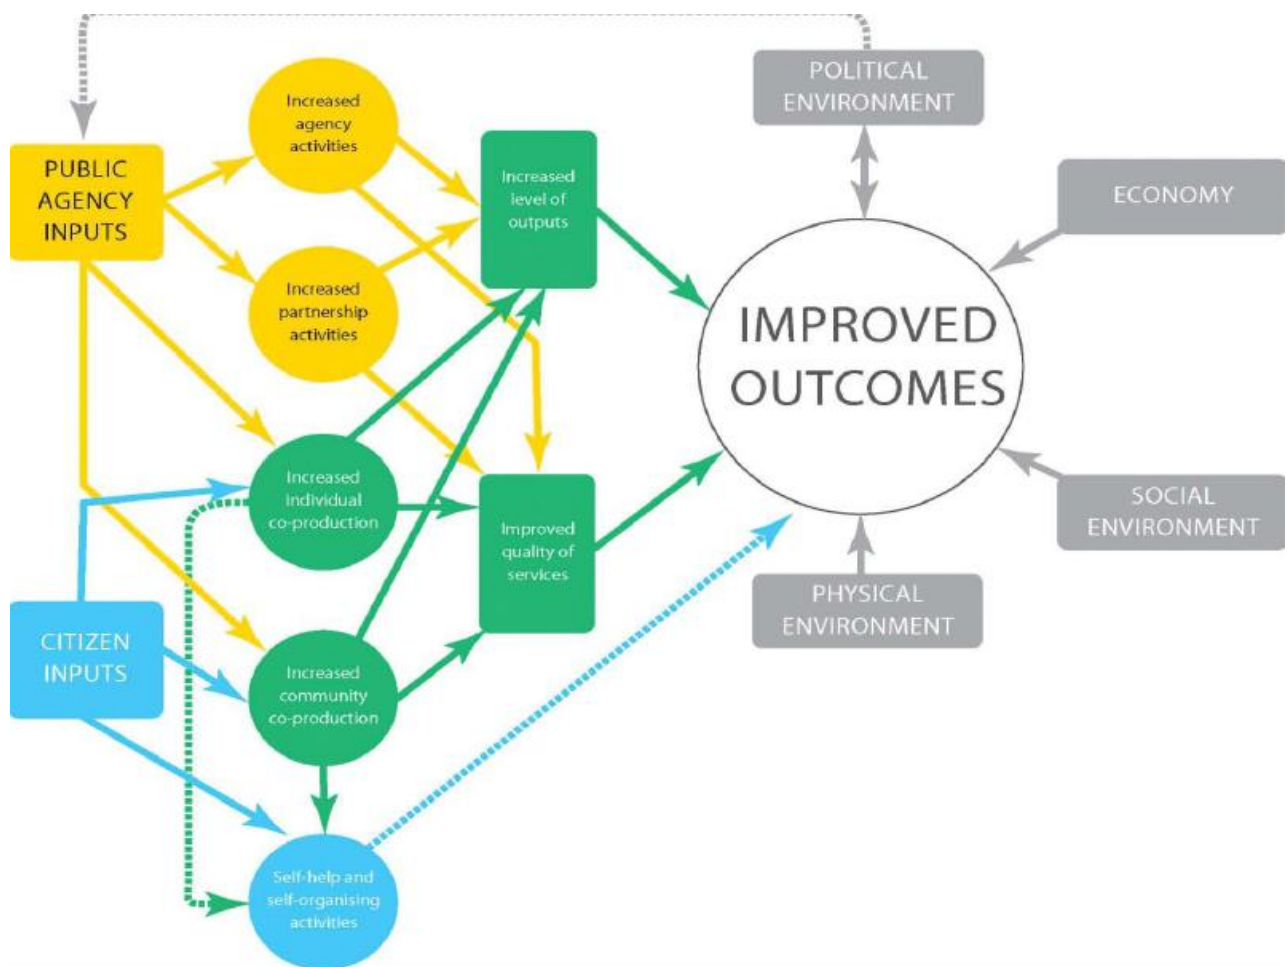 POLITICAL
ENVIRONMENT
Increased
agency
activities
PUBLIC
AGENCY
INPUTS
Increased
level of
outputs
ECONOMY
Increased
partnership
activities
IMPROVED
OUTCOMES
Increased
individual
co-production
Improved
quality of
services
SOCIAL
ENVIRONMENT
PHYSICAL
ENVIRONMENT
CITIZEN
INPUTS
Increased
community
co-production
Self-help and
self-organising
activities